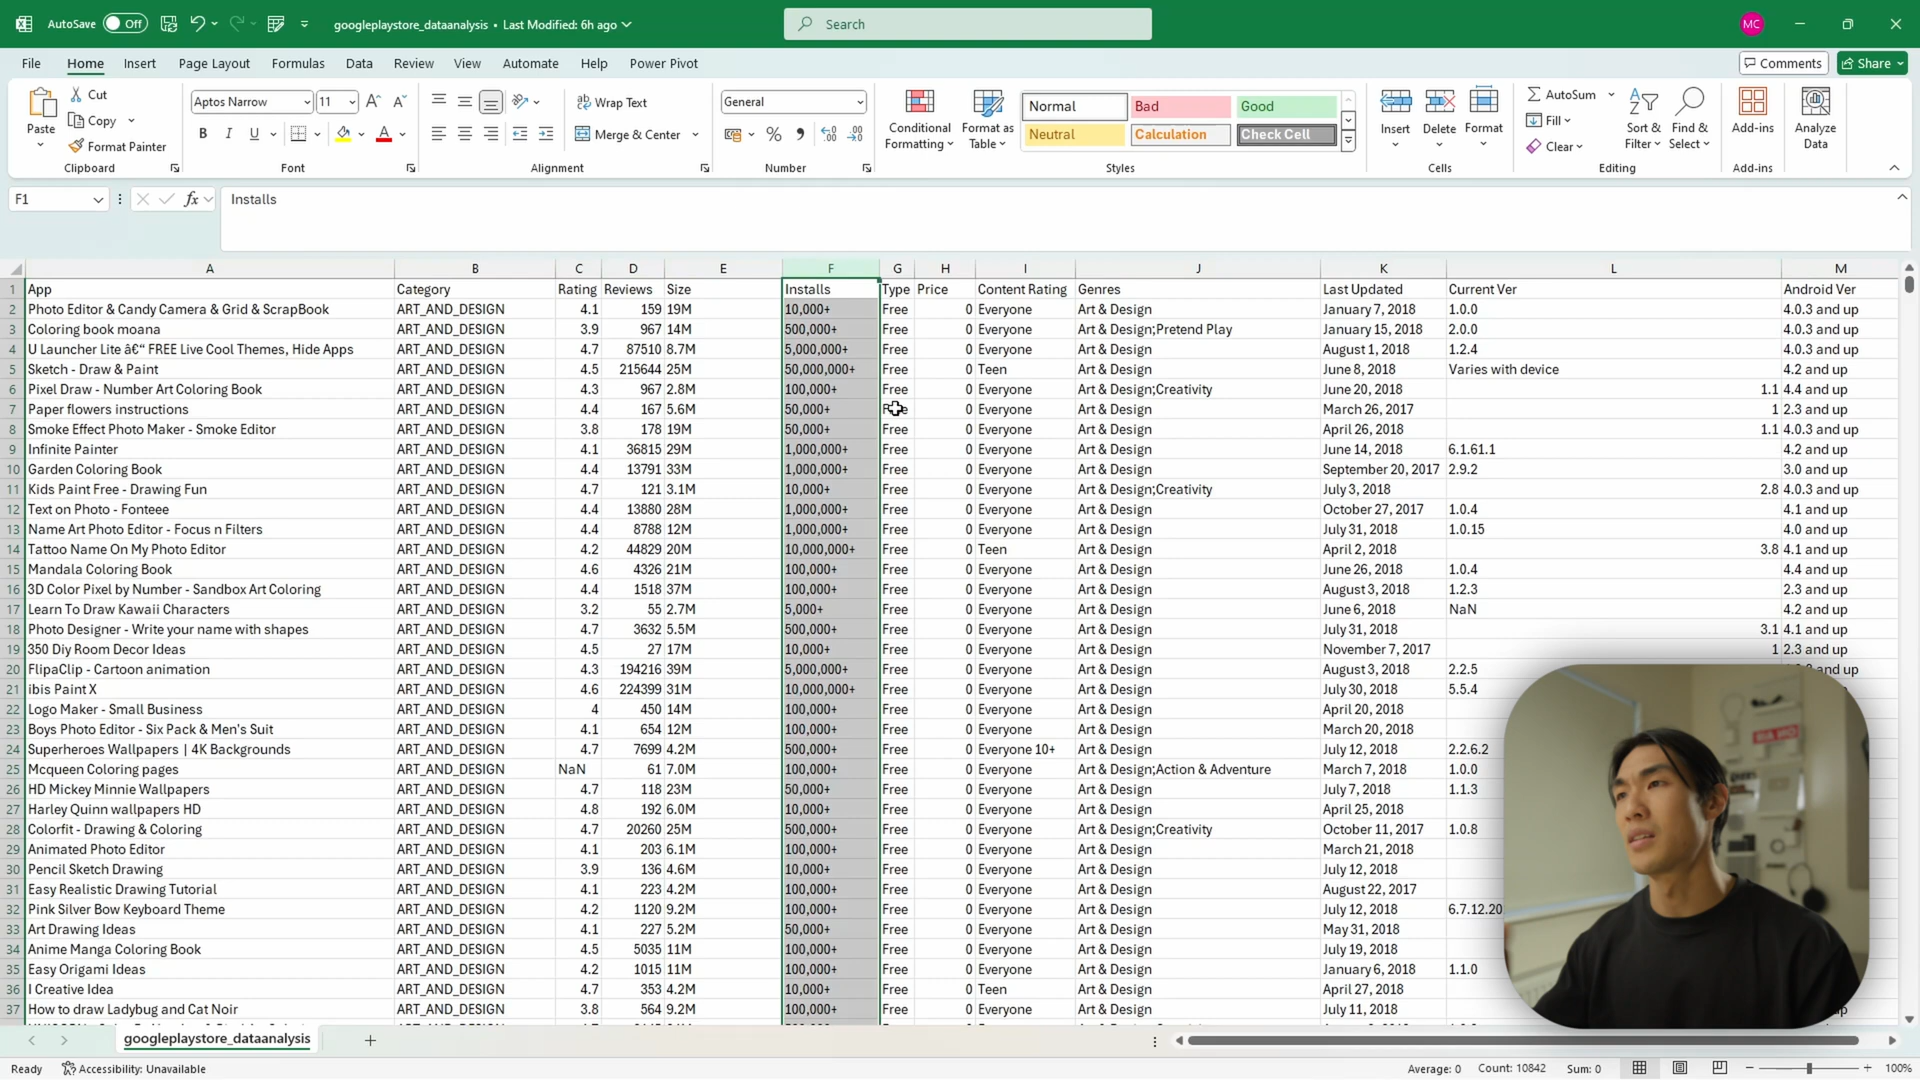 AutoSave Off googleplaystore_dataanalysis • Last Modified: 6h ago Search MC
File Home Insert Page Layout Formulas Data Review View Automate Help Power Pivot Comments Share
Paste Cut Copy Format Painter Clipboard
Aptos Narrow 11 B I U A Font
Wrap Text Merge & Center Alignment
General % Number
Conditional Formatting Format as Table Normal Bad Good Neutral Calculation Check Cell Styles
Insert Delete Format Cells
AutoSum Fill Clear Sort & Filter Find & Select Editing
Add-ins Add-ins Analyze Data
F1 fx Installs
A B C D E F G H I J K L M
1 App Category Rating Reviews Size Installs Type Price Content Rating Genres Last Updated Current Ver Android Ver
2 Photo Editor & Candy Camera & Grid & ScrapBook ART_AND_DESIGN 4.1 159 19M 10,000+ Free 0 Everyone Art & Design January 7, 2018 1.0.0 4.0.3 and up
3 Coloring book moana ART_AND_DESIGN 3.9 967 14M 500,000+ Free 0 Everyone Art & Design;Pretend Play January 15, 2018 2.0.0 4.0.3 and up
4 U Launcher Lite â€“ FREE Live Cool Themes, Hide Apps ART_AND_DESIGN 4.7 87510 8.7M 5,000,000+ Free 0 Everyone Art & Design August 1, 2018 1.2.4 4.0.3 and up
5 Sketch - Draw & Paint ART_AND_DESIGN 4.5 215644 25M 50,000,000+ Free 0 Teen Art & Design June 8, 2018 Varies with device 4.2 and up
6 Pixel Draw - Number Art Coloring Book ART_AND_DESIGN 4.3 967 2.8M 100,000+ Free 0 Everyone Art & Design;Creativity June 20, 2018 1.1 4.4 and up
7 Paper flowers instructions ART_AND_DESIGN 4.4 167 5.6M 50,000+ Free 0 Everyone Art & Design March 26, 2017 1 2.3 and up
8 Smoke Effect Photo Maker - Smoke Editor ART_AND_DESIGN 3.8 178 19M 50,000+ Free 0 Everyone Art & Design April 26, 2018 1.1 4.0.3 and up
9 Infinite Painter ART_AND_DESIGN 4.1 36815 29M 1,000,000+ Free 0 Everyone Art & Design June 14, 2018 6.1.61.1 4.2 and up
10 Garden Coloring Book ART_AND_DESIGN 4.4 13791 33M 1,000,000+ Free 0 Everyone Art & Design September 20, 2017 2.9.2 3.0 and up
11 Kids Paint Free - Drawing Fun ART_AND_DESIGN 4.7 121 3.1M 10,000+ Free 0 Everyone Art & Design;Creativity July 3, 2018 2.8 4.0.3 and up
12 Text on Photo - Fonteee ART_AND_DESIGN 4.4 13880 28M 1,000,000+ Free 0 Everyone Art & Design October 27, 2017 1.0.4 4.1 and up
13 Name Art Photo Editor - Focus n Filters ART_AND_DESIGN 4.4 8788 12M 1,000,000+ Free 0 Everyone Art & Design July 31, 2018 1.0.15 4.0 and up
14 Tattoo Name On My Photo Editor ART_AND_DESIGN 4.2 44829 20M 10,000,000+ Free 0 Teen Art & Design April 2, 2018 3.8 4.1 and up
15 Mandala Coloring Book ART_AND_DESIGN 4.6 4326 21M 100,000+ Free 0 Everyone Art & Design June 26, 2018 1.0.4 4.4 and up
16 3D Color Pixel by Number - Sandbox Art Coloring ART_AND_DESIGN 4.4 1518 37M 100,000+ Free 0 Everyone Art & Design August 3, 2018 1.2.3 2.3 and up
17 Learn To Draw Kawaii Characters ART_AND_DESIGN 3.2 55 2.7M 5,000+ Free 0 Everyone Art & Design June 6, 2018 NaN 4.2 and up
18 Photo Designer - Write your name with shapes ART_AND_DESIGN 4.7 3632 5.5M 500,000+ Free 0 Everyone Art & Design July 31, 2018 3.1 4.1 and up
19 350 Diy Room Decor Ideas ART_AND_DESIGN 4.5 27 17M 10,000+ Free 0 Everyone Art & Design November 7, 2017 1 2.3 and up
20 FlipaClip - Cartoon animation ART_AND_DESIGN 4.3 194216 39M 5,000,000+ Free 0 Everyone Art & Design August 3, 2018 2.2.5 and up
21 ibis Paint X ART_AND_DESIGN 4.6 224399 31M 10,000,000+ Free 0 Everyone Art & Design July 30, 2018 5.5.4
22 Logo Maker - Small Business ART_AND_DESIGN 4 450 14M 100,000+ Free 0 Everyone Art & Design April 20, 2018
23 Boys Photo Editor - Six Pack & Men's Suit ART_AND_DESIGN 4.1 654 12M 100,000+ Free 0 Everyone Art & Design March 20, 2018
24 Superheroes Wallpapers | 4K Backgrounds ART_AND_DESIGN 4.7 7699 4.2M 500,000+ Free 0 Everyone 10+ Art & Design July 12, 2018 2.2.6.2
25 Mcqueen Coloring pages ART_AND_DESIGN NaN 61 7.0M 100,000+ Free 0 Everyone Art & Design;Action & Adventure March 7, 2018 1.0.0
26 HD Mickey Minnie Wallpapers ART_AND_DESIGN 4.7 118 23M 50,000+ Free 0 Everyone Art & Design July 7, 2018 1.1.3
27 Harley Quinn wallpapers HD ART_AND_DESIGN 4.8 192 6.0M 10,000+ Free 0 Everyone Art & Design April 25, 2018
28 Colorfit - Drawing & Coloring ART_AND_DESIGN 4.7 20260 25M 500,000+ Free 0 Everyone Art & Design;Creativity October 11, 2017 1.0.8
29 Animated Photo Editor ART_AND_DESIGN 4.1 203 6.1M 100,000+ Free 0 Everyone Art & Design March 21, 2018
30 Pencil Sketch Drawing ART_AND_DESIGN 3.9 136 4.6M 10,000+ Free 0 Everyone Art & Design July 12, 2018
31 Easy Realistic Drawing Tutorial ART_AND_DESIGN 4.1 223 4.2M 100,000+ Free 0 Everyone Art & Design August 22, 2017
32 Pink Silver Bow Keyboard Theme ART_AND_DESIGN 4.2 1120 9.2M 100,000+ Free 0 Everyone Art & Design July 12, 2018 6.7.12.20
33 Art Drawing Ideas ART_AND_DESIGN 4.1 227 5.2M 50,000+ Free 0 Everyone Art & Design May 31, 2018
34 Anime Manga Coloring Book ART_AND_DESIGN 4.5 5035 11M 100,000+ Free 0 Everyone Art & Design July 19, 2018
35 Easy Origami Ideas ART_AND_DESIGN 4.2 1015 11M 100,000+ Free 0 Everyone Art & Design January 6, 2018 1.1.0
36 I Creative Idea ART_AND_DESIGN 4.7 353 4.2M 10,000+ Free 0 Teen Art & Design April 27, 2018
37 How to draw Ladybug and Cat Noir ART_AND_DESIGN 3.8 564 9.2M 100,000+ Free 0 Everyone Art & Design July 11, 2018
googleplaystore_dataanalysis
Ready Accessibility: Unavailable Average: 0 Count: 10842 Sum: 0 100%